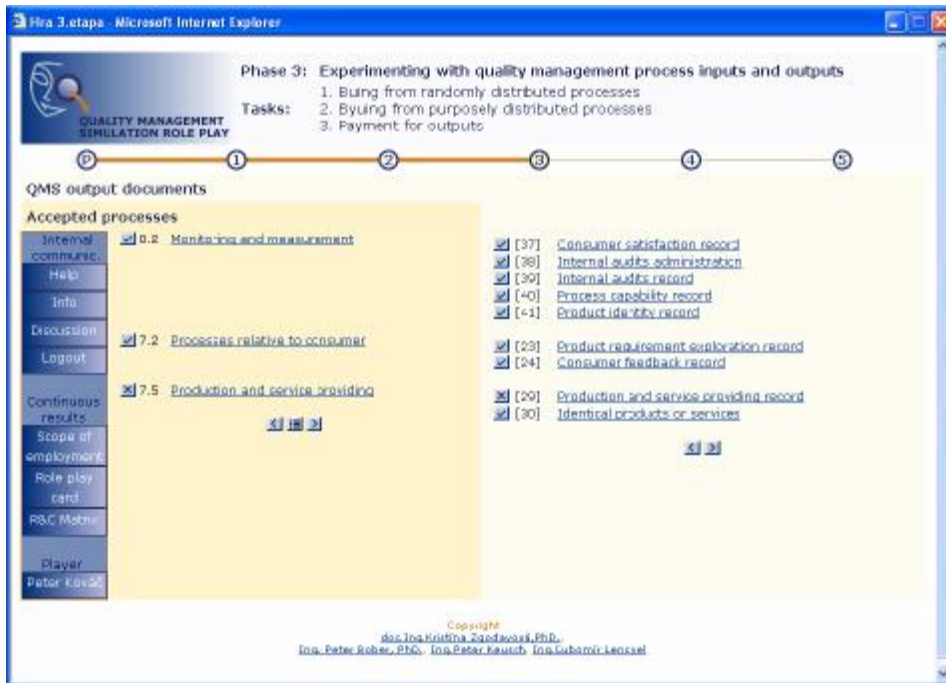 Hra 3.etapa - Microsoft Internet Explorer
QUALITY MANAGEMENT
SIMULATION ROLE PLAY
Phase 3: Experimenting with quality management process inputs and outputs
Tasks:
1. Buing from randomly distributed processes
2. Byuing from purposely distributed processes
3. Payment for outputs
P 1 2 3 4 5
QMS output documents
Accepted processes
Internal
communic.
Help
Info
Discussion
Logout
Continuous
results
Scope of
employment
Role play
card
R&C Matrix
Player
Peter Kováč
8.2 Monitoring and measurement
7.2 Processes relative to consumer
7.5 Production and service providing
[37] Consumer satisfaction record
[38] Internal audits administration
[39] Internal audits record
[40] Process capability record
[41] Product identity record
[23] Product requirement exploration record
[24] Consumer feedback record
[29] Production and service providing record
[30] Identical products or services
Copyright
doc.Ing.Kristína Zgodavová,PhD.,
Ing. Peter Bober, PhD., Ing.Peter